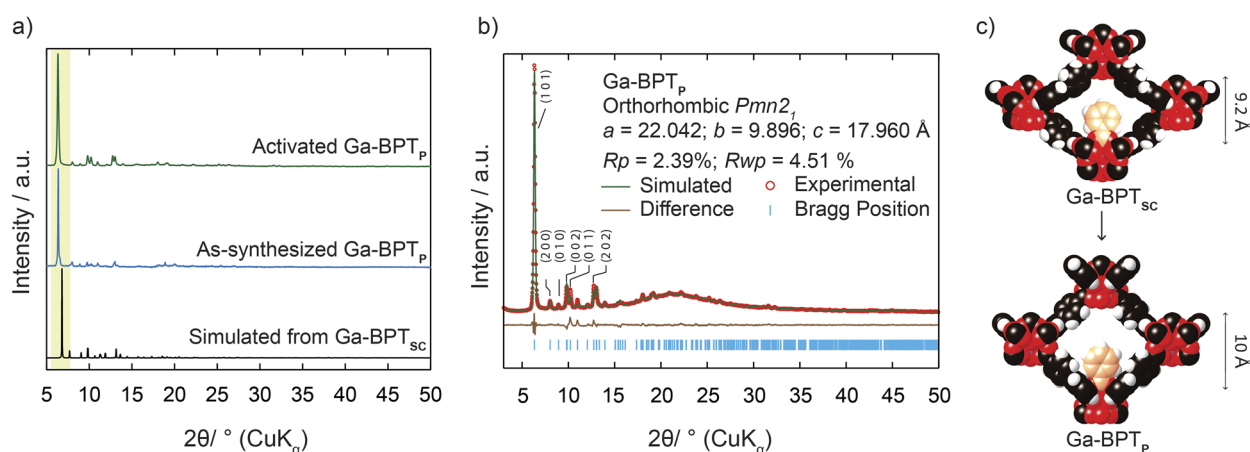 a)
Intensity / a.u.
Activated Ga-BPTP
As-synthesized Ga-BPTP
Simulated from Ga-BPTSC
5 10 15 20 25 30 35 40 45 50
2θ/ ° (CuKα)
b)
Intensity / a.u.
(1 0 1)
Ga-BPTP
Orthorhombic Pmn21
a = 22.042; b = 9.896; c = 17.960 Å
Rp = 2.39%; Rwp = 4.51 %
Simulated
Experimental
Difference
Bragg Position
(2 0 0)
(0 1 0)
(0 0 2)
(0 1 1)
(2 0 2)
5 10 15 20 25 30 35 40 45 50
2θ/ ° (CuKα)
c)
9.2 Å
Ga-BPTSC
10 Å
Ga-BPTP